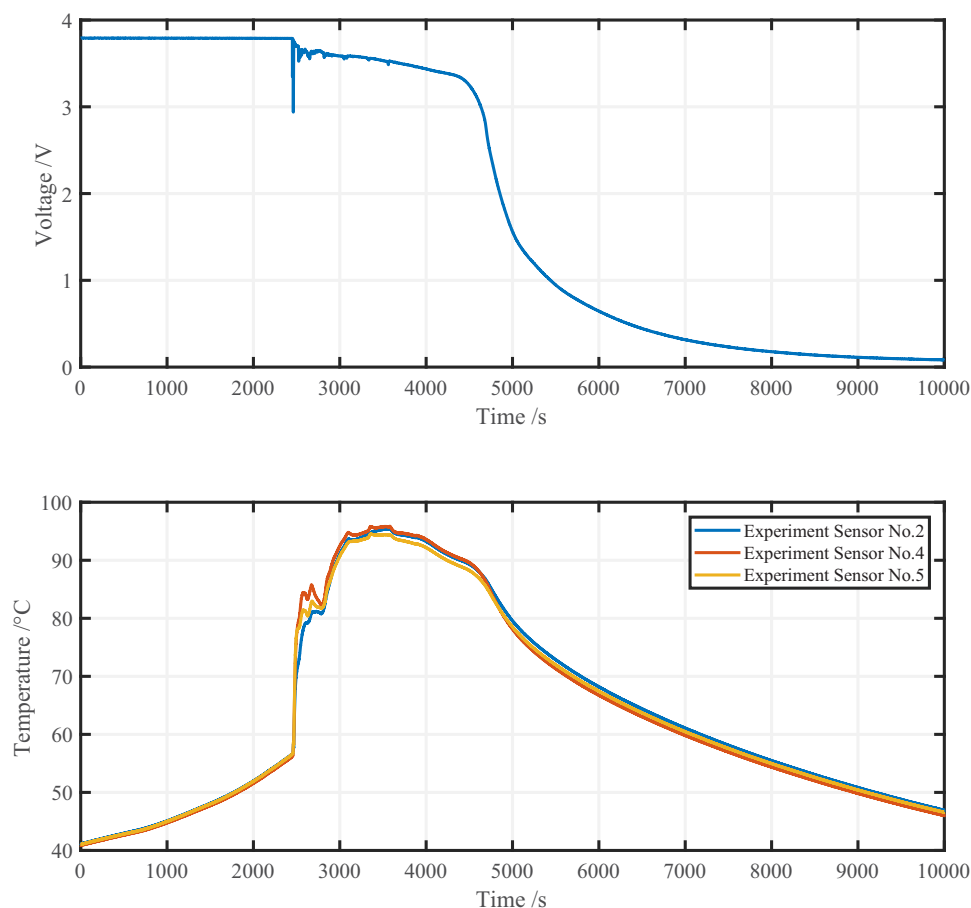 4
3
2
1
0
Voltage /V
0 1000 2000 3000 4000 5000 6000 7000 8000 9000 10000
Time /s
100
90
80
70
60
50
40
Temperature /°C
Experiment Sensor No.2
Experiment Sensor No.4
Experiment Sensor No.5
0 1000 2000 3000 4000 5000 6000 7000 8000 9000 10000
Time /s